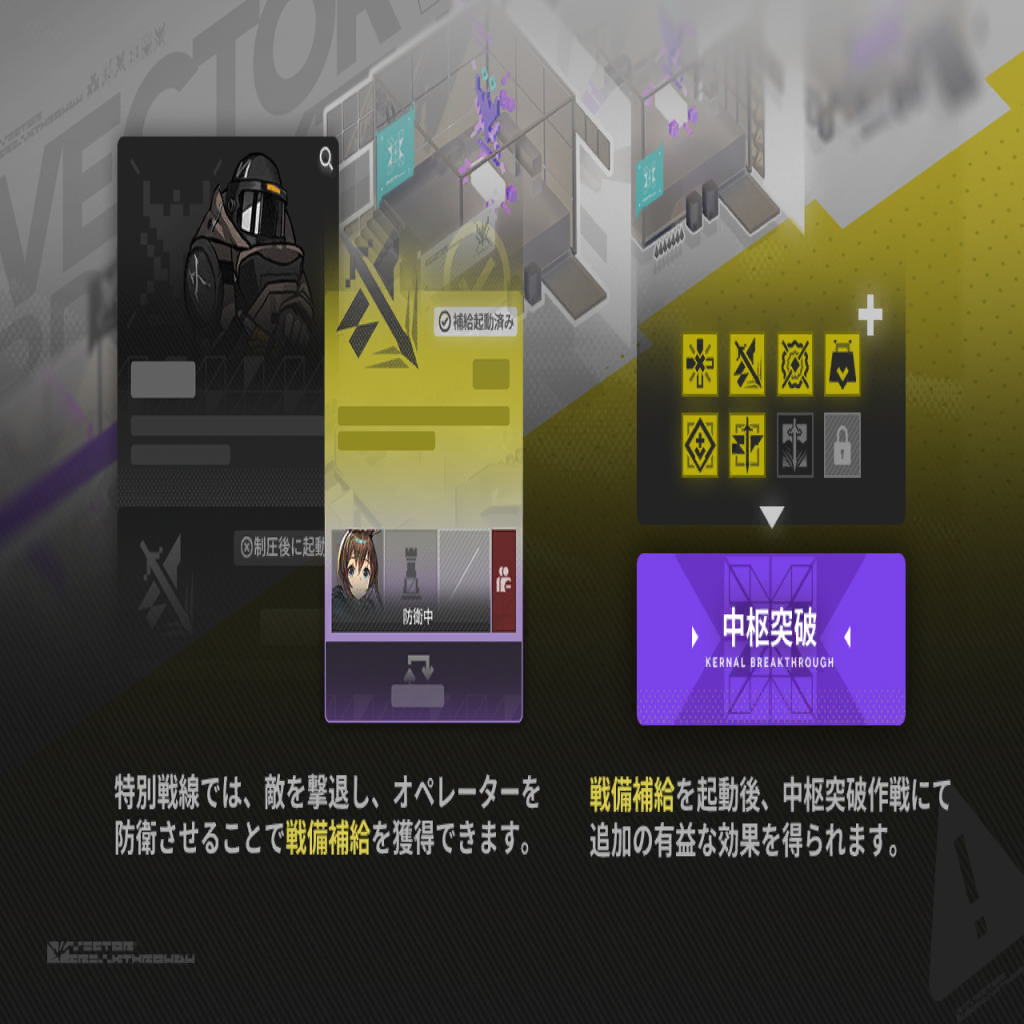 VECTOR
補給起動済み
制圧後に起動
防衛中
中枢突破
KERNAL BREAKTHROUGH
特別戦線では、敵を撃退し、オペレーターを
防衛させることで戦備補給を獲得できます。
戦備補給を起動後、中枢突破作戦にて
追加の有益な効果を得られます。
VECTOR
BREAKTHROUGH